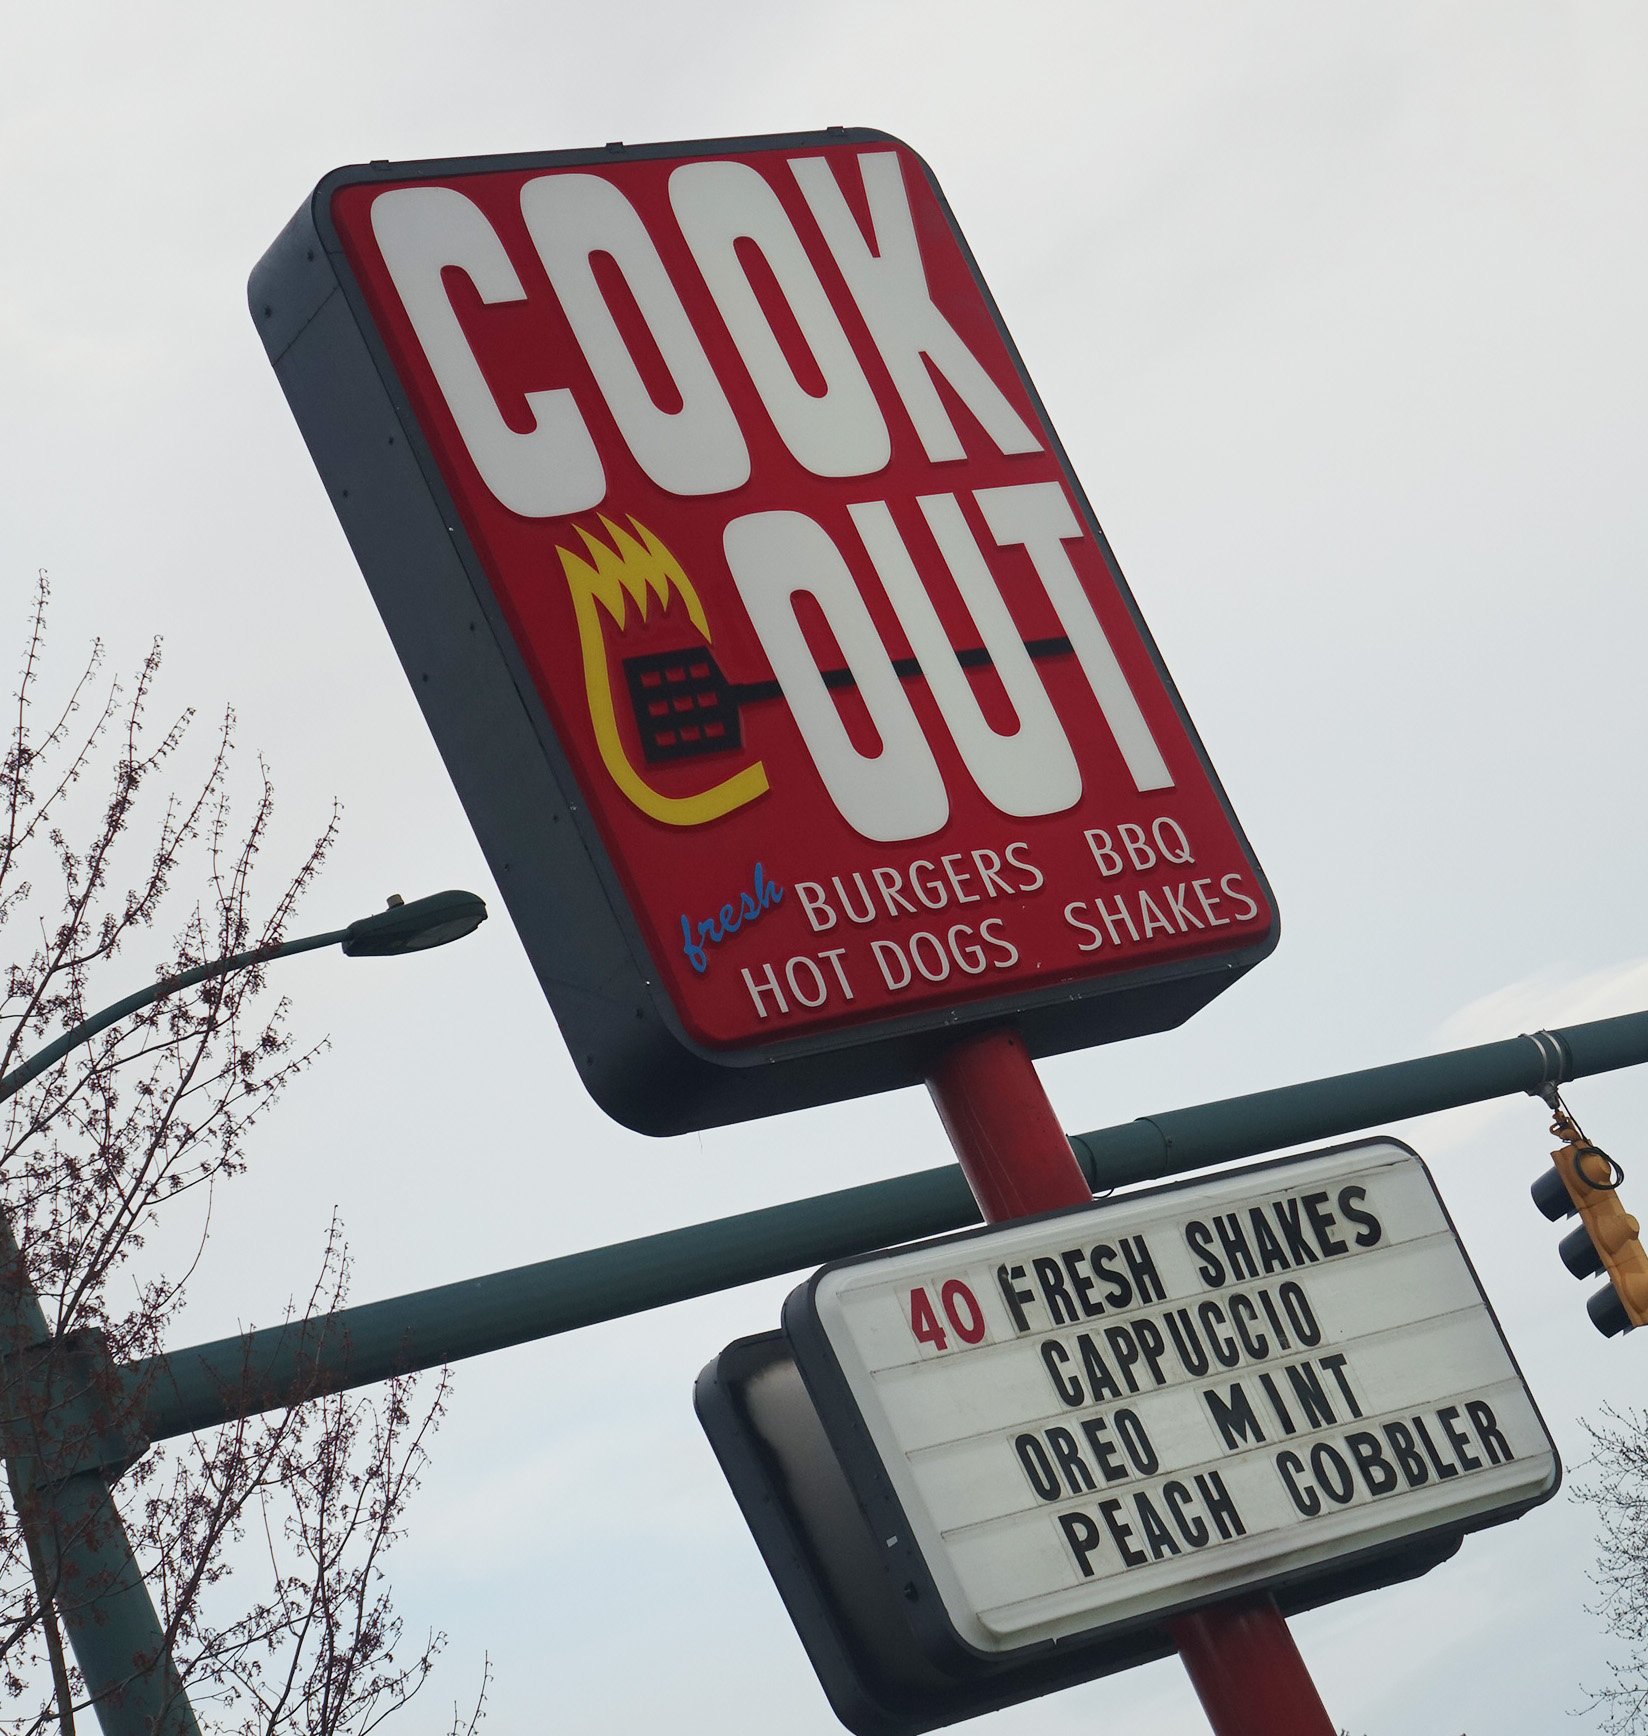 COOK
OUT
fresh BURGERS BBQ
HOT DOGS SHAKES
40 FRESH SHAKES
CAPPUCCIO
OREO MINT
PEACH COBBLER